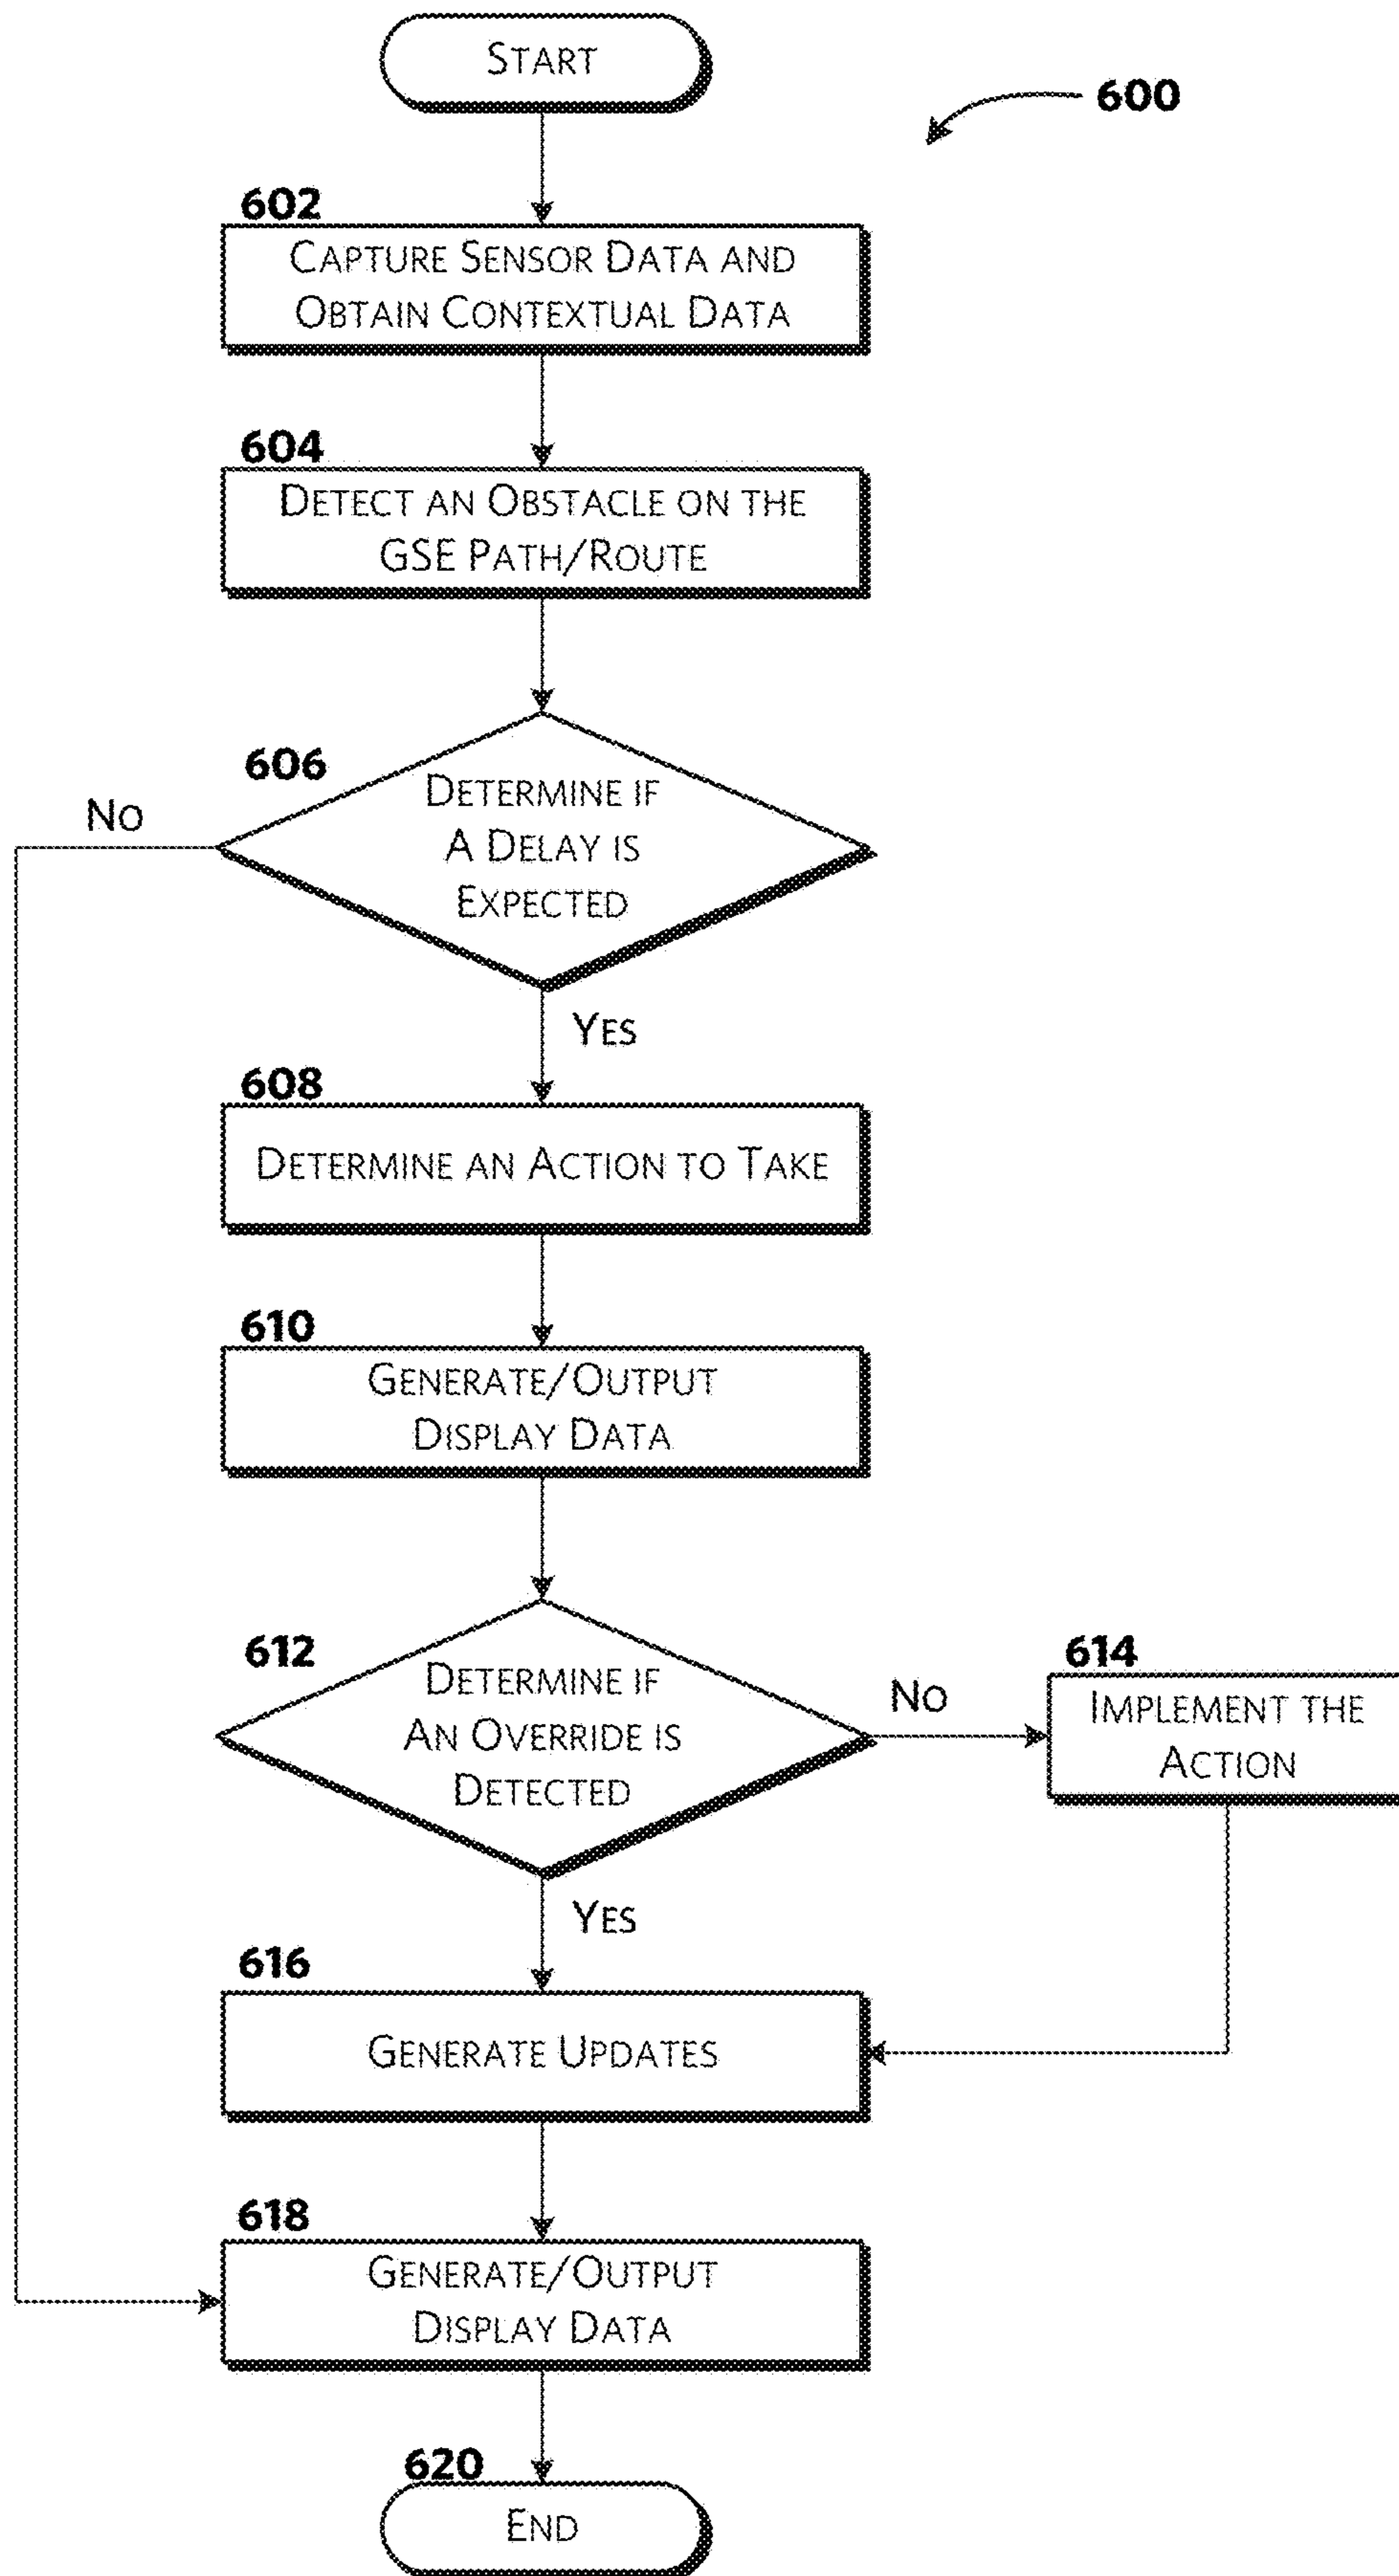 START
600
602
CAPTURE SENSOR DATA AND
OBTAIN CONTEXTUAL DATA
604
DETECT AN OBSTACLE ON THE
GSE PATH/ROUTE
606
DETERMINE IF
A DELAY IS
EXPECTED
NO
YES
608
DETERMINE AN ACTION TO TAKE
610
GENERATE/OUTPUT
DISPLAY DATA
612
DETERMINE IF
AN OVERRIDE IS
DETECTED
NO
614
IMPLEMENT THE
ACTION
YES
616
GENERATE UPDATES
618
GENERATE/OUTPUT
DISPLAY DATA
620
END